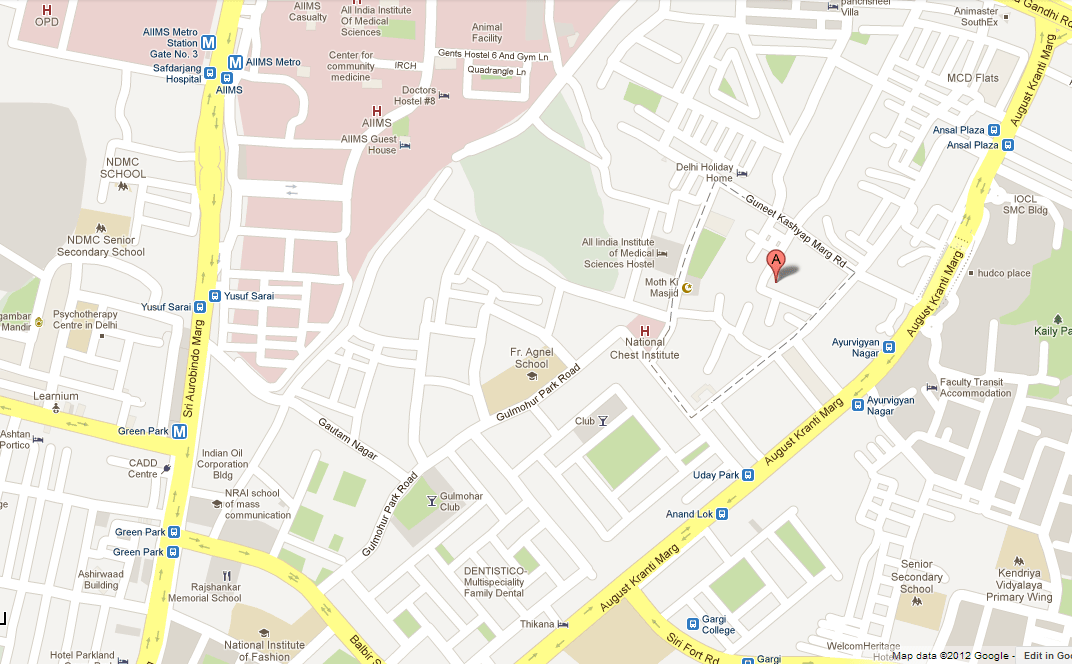 H
OPD
AIIMS
Casualty
H
All India Institute
Of Medical
Sciences
Animal
Facility
panchsheel
Villa
Animaster
SouthEx
Gandhi Rd
AIIMS Metro
Station
Gate No. 3
M
M
AIIMS Metro
Safdarjang
Hospital
AIIMS
Center for
community
medicine
IRCH
Gents Hostel 6 And Gym Ln
Quadrangle Ln
Doctors
Hostel #8
MCD Flats
August Kranti Marg
H
AIIMS
AIIMS Guest
House
Ansal Plaza
Ansal Plaza
NDMC
SCHOOL
Delhi Holiday
Home
Guneet Kashyap Marg Rd
IOCL
SMC Bldg
NDMC Senior
Secondary School
All India Institute
of Medical
Sciences Hostel
A
hudco place
Moth Ki
Masjid
August Kranti Marg
Yusuf Sarai
Yusuf Sarai
gambar
Mandir
Psychotherapy
Centre in Delhi
H
National
Chest Institute
Kaily Pa
Ayurvigyan
Nagar
Fr. Agnel
School
Sri Aurobindo Marg
Gulmohur Park Road
Faculty Transit
Accommodation
Learnium
Ayurvigyan
Nagar
Club
August Kranti Marg
Green Park
M
Gautam Nagar
Ashtan
Portico
CADD
Centre
Indian Oil
Corporation
Bldg
Uday Park
NRAI school
of mass
communication
Gulmohar
Club
Gulmohur Park Road
Anand Lok
Green Park
Green Park
August Kranti Marg
Ashirwaad
Building
Rajshankar
Memorial School
DENTISTICO-
Multispeciality
Family Dental
Senior
Secondary
School
Kendriya
Vidyalaya
Primary Wing
Thikana
Gargi
College
National Institute
of Fashion
Balbir S
Siri Fort Rd
Hotel Parkland
Gargi
WelcomHeritage
Hotel
Map data ©2012 Google -
Edit in Goo